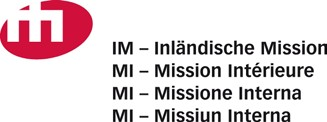 IM – Inländische Mission
MI – Mission Intérieure
MI – Missione Interna
MI – Missiun Interna